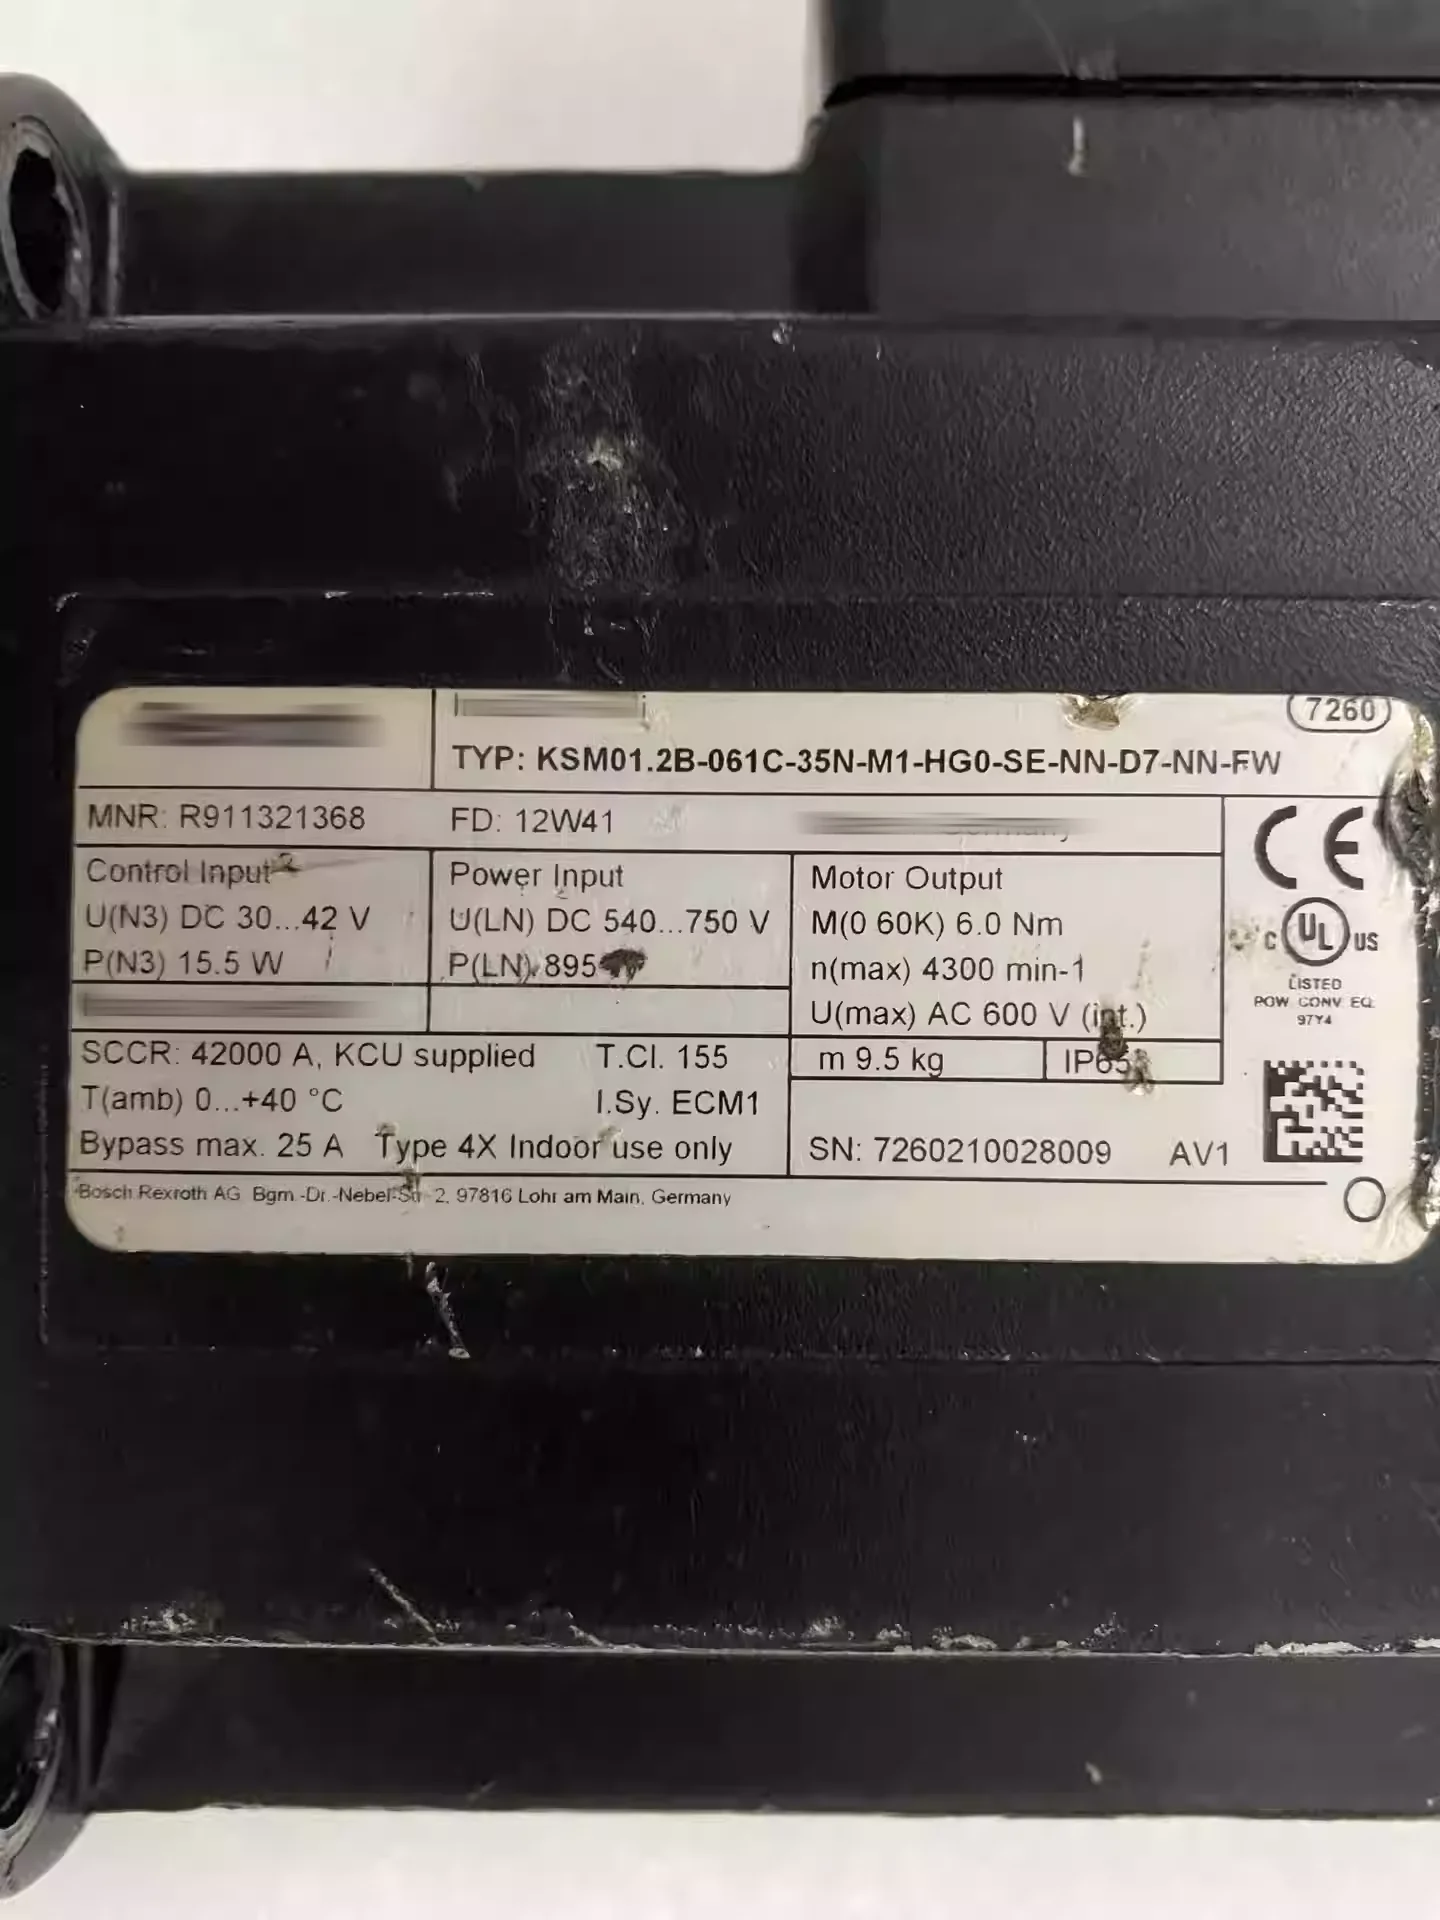 7260
TYP: KSM01.2B-061C-35N-M1-HG0-SE-NN-D7-NN-FW
MNR: R911321368 FD: 12W41
Control Input
U(N3) DC 30...42 V
P(N3) 15.5 W
Power Input
U(LN) DC 540...750 V
P(LN) 895
Motor Output
M(0 60K) 6.0 Nm
n(max) 4300 min-1
U(max) AC 600 V (int.)
CE
c UL US
LISTED
POW CONV EQ.
97Y4
SCCR: 42000 A, KCU supplied T.Cl. 155
m 9.5 kg IP65
T(amb) 0...+40 °C I.Sy. ECM1
Bypass max. 25 A Type 4X Indoor use only
SN: 7260210028009 AV1
Bosch Rexroth AG Bgm.-Dr.-Nebel-Str. 2, 97816 Lohr am Main, Germany